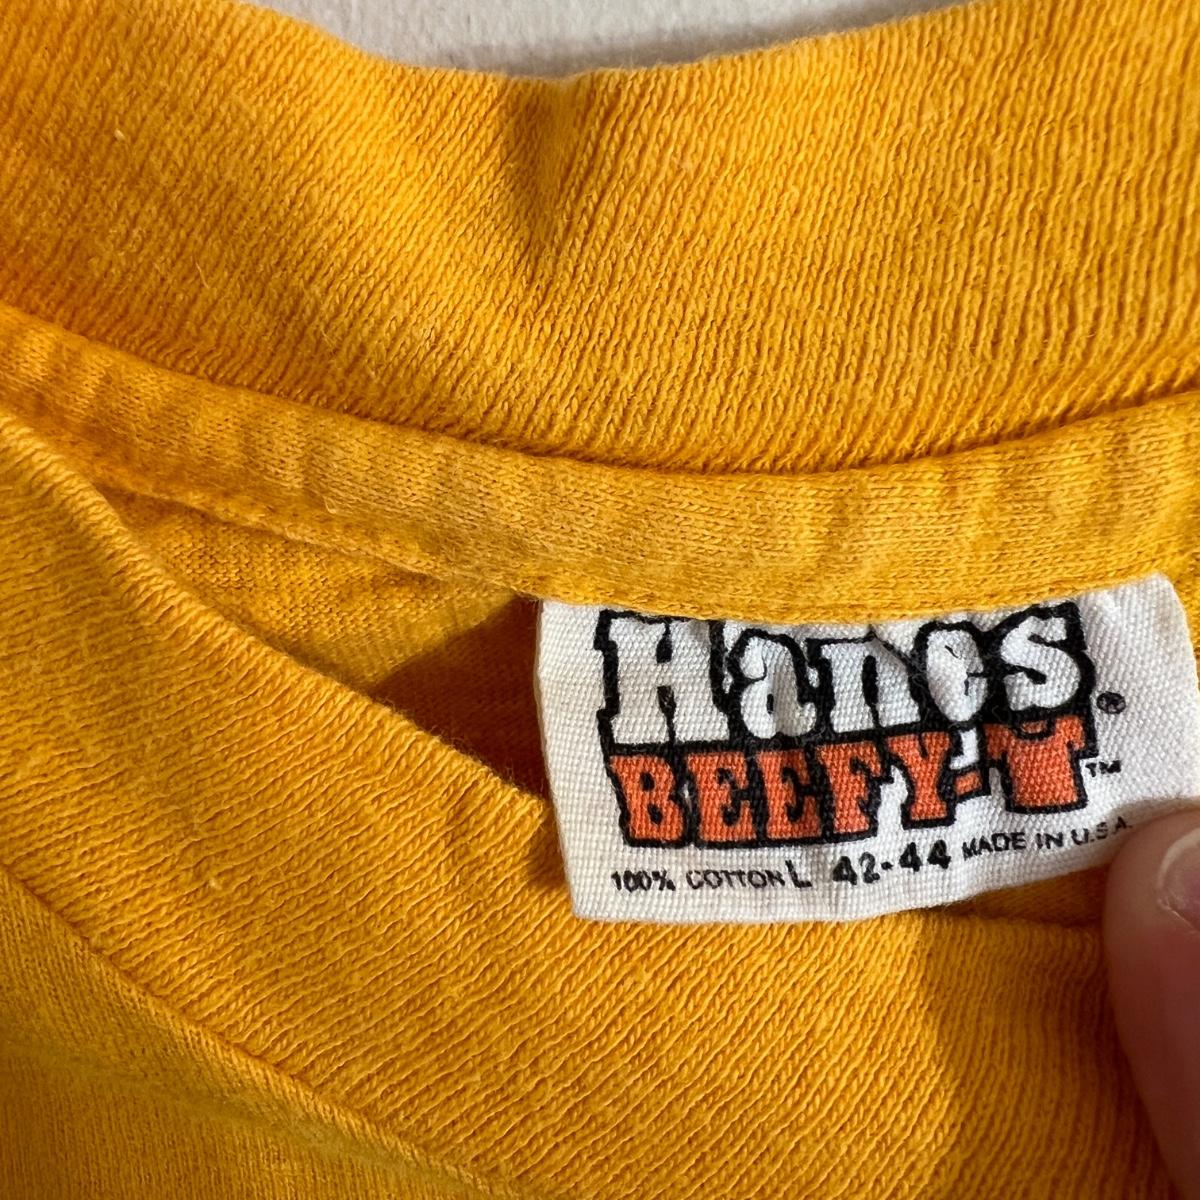 Hanes®
BEEFY-T™
100% COTTON L 42-44 MADE IN U.S.A.